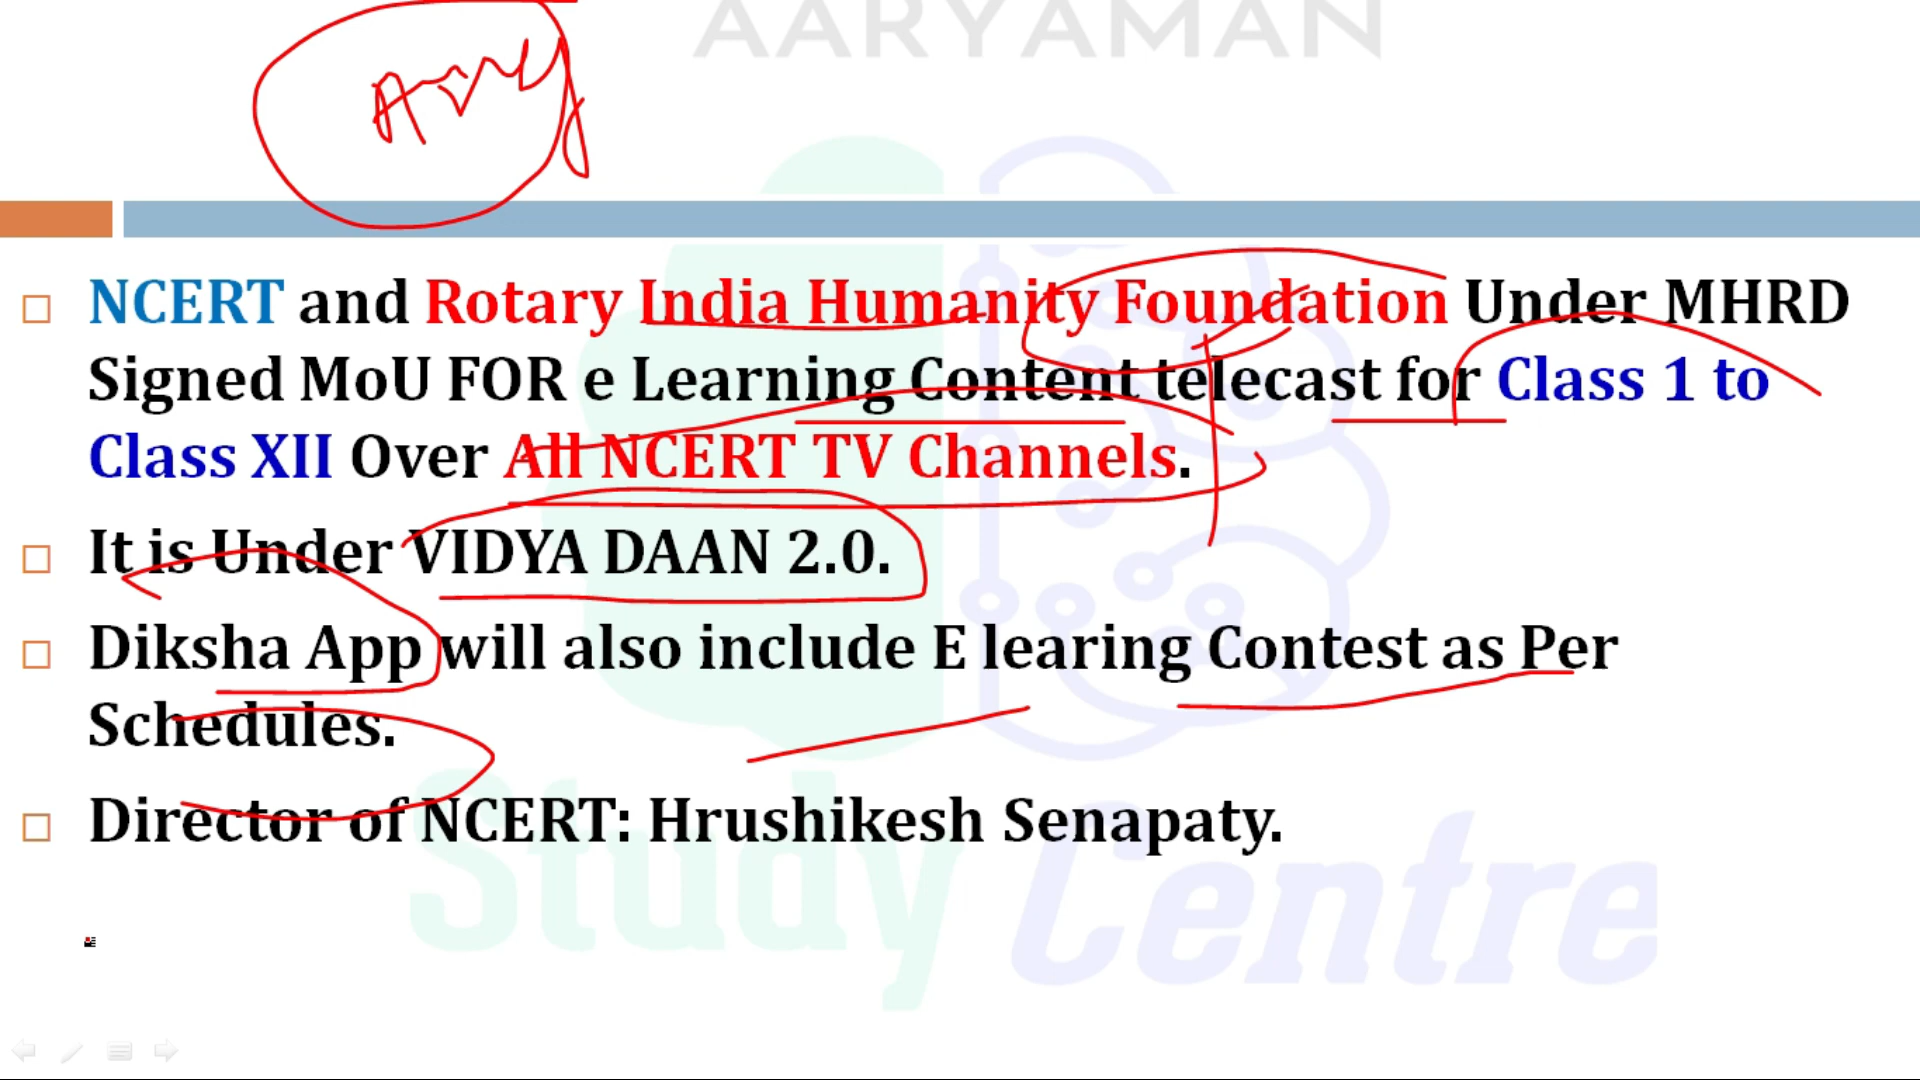 AARYAMAN
NCERT and Rotary India Humanity Foundation Under MHRD
Signed MoU FOR e Learning Content telecast for Class 1 to
Class XII Over All NCERT TV Channels.
It is Under VIDYA DAAN 2.0.
Diksha App will also include E learing Contest as Per
Schedules.
Director of NCERT: Hrushikesh Senapaty.
Study Centre